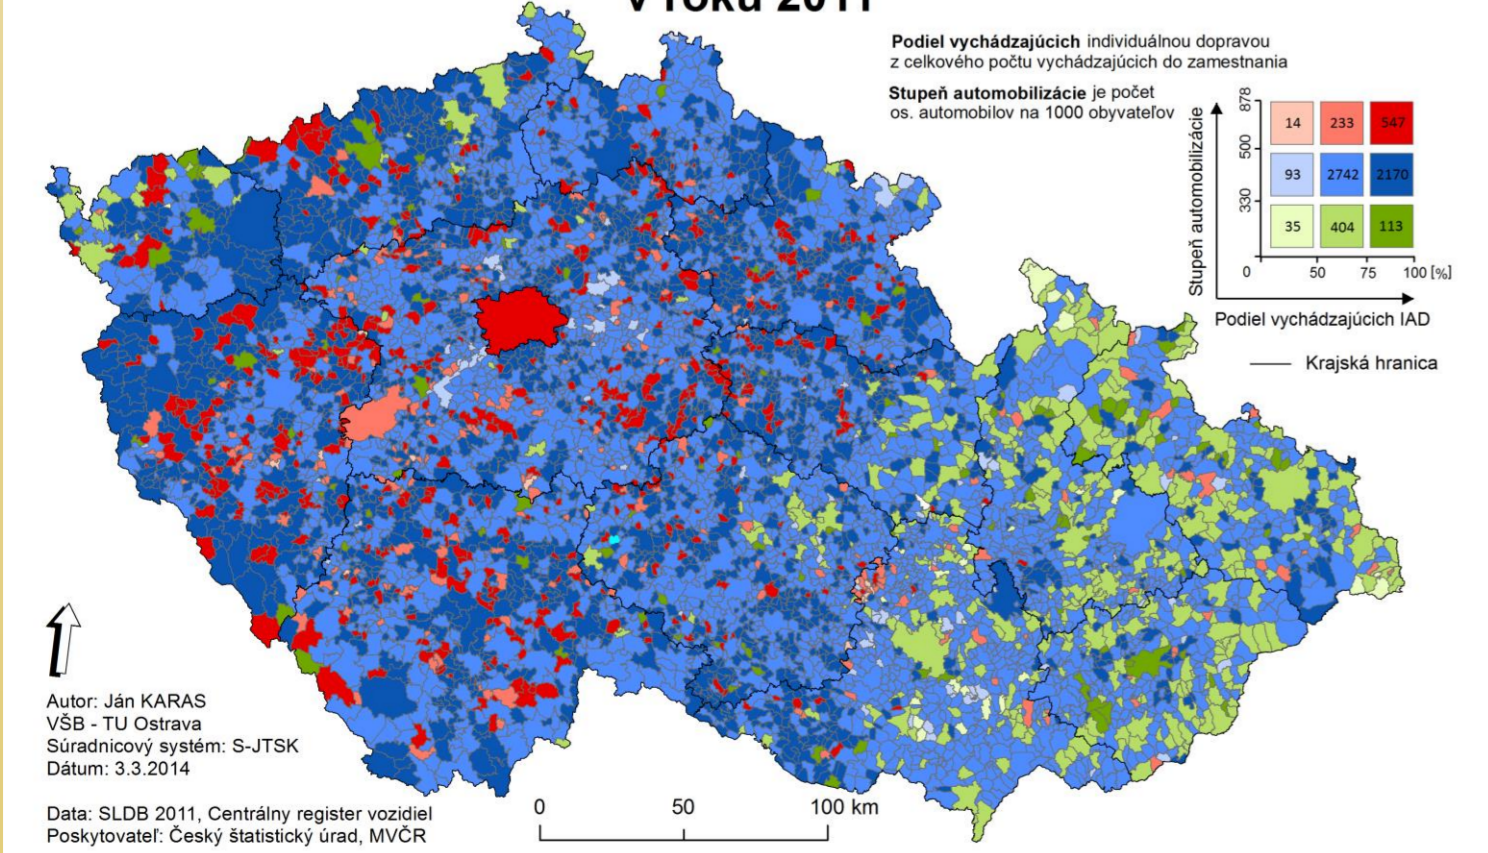 v roku 2011
Podiel vychádzajúcich individuálnou dopravou
z celkového počtu vychádzajúcich do zamestnania
Stupeň automobilizácie je počet
os. automobilov na 1000 obyvateľov
Stupeň automobilizácie
878
500
330
14 233 547
93 2742 2170
35 404 113
0 50 75 100 [%]
Podiel vychádzajúcich IAD
Krajská hranica
Autor: Ján KARAS
VŠB - TU Ostrava
Súradnicový systém: S-JTSK
Dátum: 3.3.2014
Data: SLDB 2011, Centrálny register vozidiel
Poskytovateľ: Český štatistický úrad, MVČR
0 50 100 km